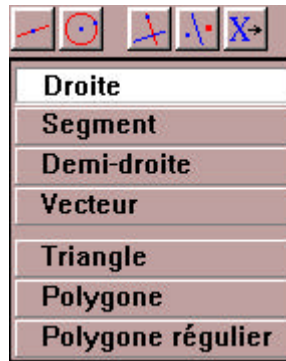 X
Droite
Segment
Demi-droite
Vecteur
Triangle
Polygone
Polygone régulier